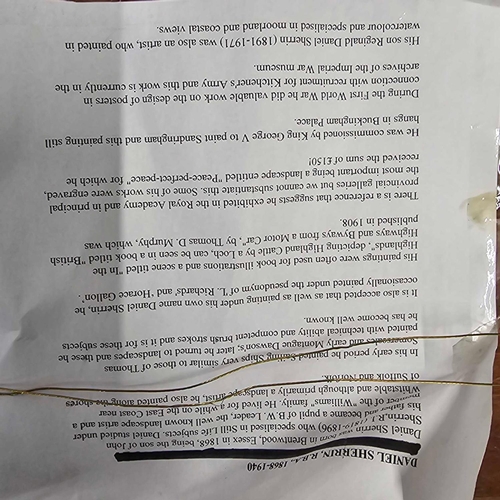 DANIEL SHERRIN, R.B.A., 1868-1940
Daniel Sherrin was born in Brentwood, Essex in 1868, being the son of John
Sherrin, R.I. (1819-1896) who specialised in Still Life subjects. Daniel studied under
his father and became a pupil of B.W. Leader, the well known landscape artist and a
member of the "Williams" family. He lived for a while on the East Coast near
Whitstable and although primarily a landscape artist, he also painted along the shores
of Suffolk and Norfolk.
In his early period he painted Sailing Ships very similar to those of Thomas
Somerscales and early Montague Dawson's, later he turned to landscapes and these he
painted with technical ability and competent brush strokes and it is for these subjects
he has become well known.
It is also accepted that as well as painting under his own name Daniel Sherrin, he
occasionally painted under the pseudonym of 'L. Richards' and 'Horace Gallon'.
His paintings were often used for book illustrations and a scene titled "In the
Highlands", depicting Highland Cattle by a Loch, can be seen in a book titled "British
Highways and Byways from a Motor Car", by Thomas D. Murphy, which was
published in 1908.
There is a reference that suggests he exhibited in the Royal Academy and in principal
provincial galleries but we cannot substantiate this. Some of his works were engraved,
the most important being a landscape entitled "Peace-perfect-peace" for which he
received the sum of £150!
He was commissioned by King George V to paint Sandringham and this painting still
hangs in Buckingham Palace.
During the First World War he did valuable work on the design of posters in
connection with recruitment for Kitchener's Army and this work is currently in the
archives of the Imperial War museum.
His son Reginald Daniel Sherrin (1891-1971) was also an artist, who painted in
watercolour and specialised in moorland and coastal views.